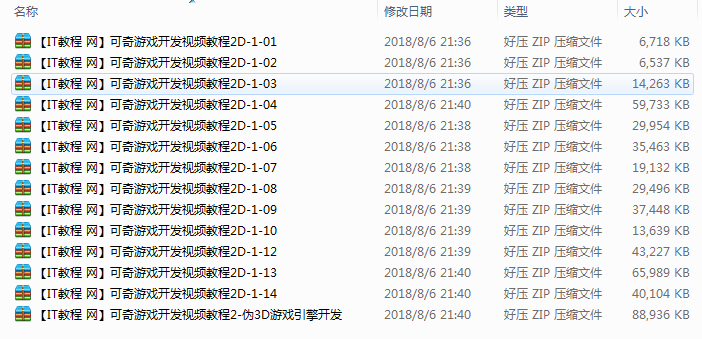 名称 修改日期 类型 大小
【IT教程 网】可奇游戏开发视频教程2D-1-01 2018/8/6 21:36 好压 ZIP 压缩文件 6,718 KB
【IT教程 网】可奇游戏开发视频教程2D-1-02 2018/8/6 21:36 好压 ZIP 压缩文件 6,537 KB
【IT教程 网】可奇游戏开发视频教程2D-1-03 2018/8/6 21:36 好压 ZIP 压缩文件 14,263 KB
【IT教程 网】可奇游戏开发视频教程2D-1-04 2018/8/6 21:40 好压 ZIP 压缩文件 59,733 KB
【IT教程 网】可奇游戏开发视频教程2D-1-05 2018/8/6 21:38 好压 ZIP 压缩文件 29,954 KB
【IT教程 网】可奇游戏开发视频教程2D-1-06 2018/8/6 21:38 好压 ZIP 压缩文件 35,463 KB
【IT教程 网】可奇游戏开发视频教程2D-1-07 2018/8/6 21:38 好压 ZIP 压缩文件 19,132 KB
【IT教程 网】可奇游戏开发视频教程2D-1-08 2018/8/6 21:39 好压 ZIP 压缩文件 29,496 KB
【IT教程 网】可奇游戏开发视频教程2D-1-09 2018/8/6 21:39 好压 ZIP 压缩文件 37,448 KB
【IT教程 网】可奇游戏开发视频教程2D-1-10 2018/8/6 21:39 好压 ZIP 压缩文件 13,639 KB
【IT教程 网】可奇游戏开发视频教程2D-1-12 2018/8/6 21:39 好压 ZIP 压缩文件 43,227 KB
【IT教程 网】可奇游戏开发视频教程2D-1-13 2018/8/6 21:40 好压 ZIP 压缩文件 65,989 KB
【IT教程 网】可奇游戏开发视频教程2D-1-14 2018/8/6 21:40 好压 ZIP 压缩文件 40,104 KB
【IT教程 网】可奇游戏开发视频教程2-伪3D游戏引擎开发 2018/8/6 21:40 好压 ZIP 压缩文件 88,936 KB